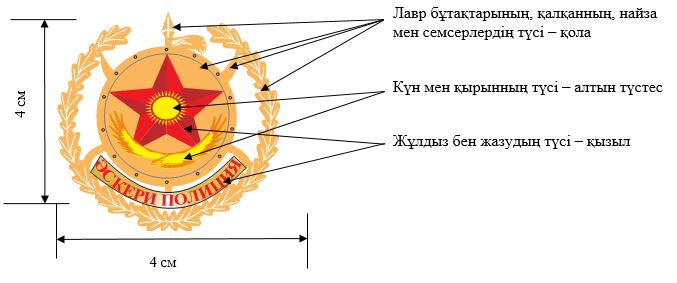 Лавр бұтақтарының, қалқанның, найза
мен семсерлердің түсі – қола
Күн мен қырынның түсі – алтын түстес
Жұлдыз бен жазудың түсі – қызыл
4 см
ӘСКЕРИ ПОЛИЦИЯ
4 см